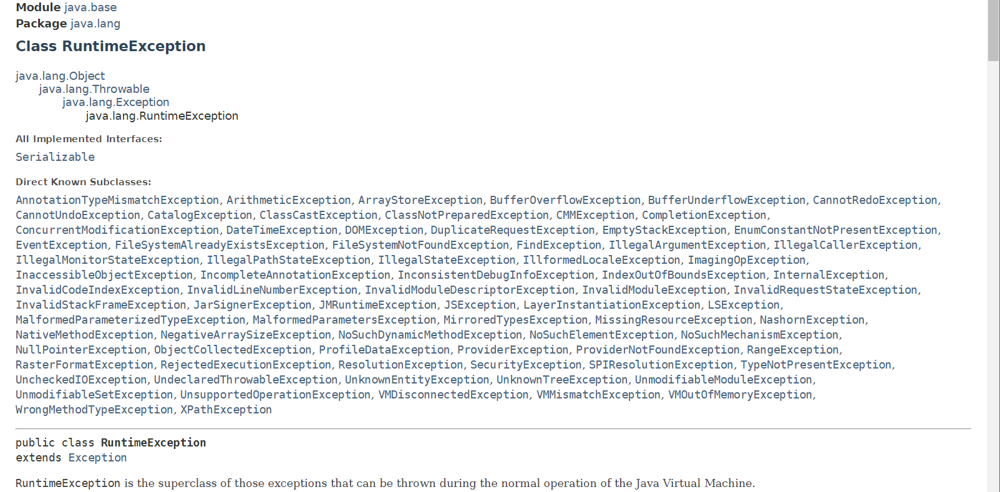 Module java.base
Package java.lang
Class RuntimeException
java.lang.Object
java.lang.Throwable
java.lang.Exception
java.lang.RuntimeException
All Implemented Interfaces:
Serializable
Direct Known Subclasses:
AnnotationTypeMismatchException, ArithmeticException, ArrayStoreException, BufferOverflowException, BufferUnderflowException, CannotRedoException,
CannotUndoException, CatalogException, ClassCastException, ClassNotPreparedException, CMMException, CompletionException,
ConcurrentModificationException, DateTimeException, DOMException, DuplicateRequestException, EmptyStackException, EnumConstantNotPresentException,
EventException, FileSystemAlreadyExistsException, FileSystemNotFoundException, FindException, IllegalArgumentException, IllegalCallerException,
IllegalMonitorStateException, IllegalPathStateException, IllegalStateException, IllformedLocaleException, ImagingOpException,
InaccessibleObjectException, IncompleteAnnotationException, InconsistentDebugInfoException, IndexOutOfBoundsException, InternalException,
InvalidCodeIndexException, InvalidLineNumberException, InvalidModuleDescriptorException, InvalidModuleException, InvalidRequestStateException,
InvalidStackFrameException, JarSignerException, JMRuntimeException, JSException, LayerInstantiationException, LSException,
MalformedParameterizedTypeException, MalformedParametersException, MirroredTypesException, MissingResourceException, NashornException,
NativeMethodException, NegativeArraySizeException, NoSuchDynamicMethodException, NoSuchElementException, NoSuchMechanismException,
NullPointerException, ObjectCollectedException, ProfileDataException, ProviderException, ProviderNotFoundException, RangeException,
RasterFormatException, RejectedExecutionException, ResolutionException, SecurityException, SPIResolutionException, TypeNotPresentException,
UncheckedIOException, UndeclaredThrowableException, UnknownEntityException, UnknownTreeException, UnmodifiableModuleException,
UnmodifiableSetException, UnsupportedOperationException, VMDisconnectedException, VMMismatchException, VMOutOfMemoryException,
WrongMethodTypeException, XPathException
public class RuntimeException
extends Exception
RuntimeException is the superclass of those exceptions that can be thrown during the normal operation of the Java Virtual Machine.